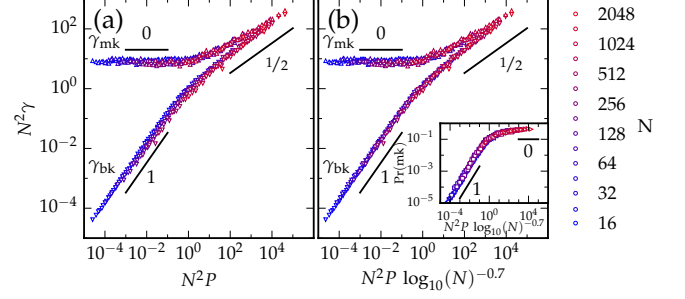 (a)
(b)
10²
10⁰
10⁻²
10⁻⁴
N²γ
γmk
0
1/2
γbk
1
10⁻⁴ 10⁻² 10⁰ 10² 10⁴
N²P
γmk
0
1/2
γbk
1
10⁻⁴ 10⁻² 10⁰ 10² 10⁴
N²P log₁₀(N)⁻⁰·⁷
Pr(mk)
10⁻¹
10⁻³
10⁻⁵
0
1
10⁻⁴ 10⁰ 10⁴
N²P log₁₀(N)⁻⁰·⁷
2048
1024
512
256
128
64
32
16
N